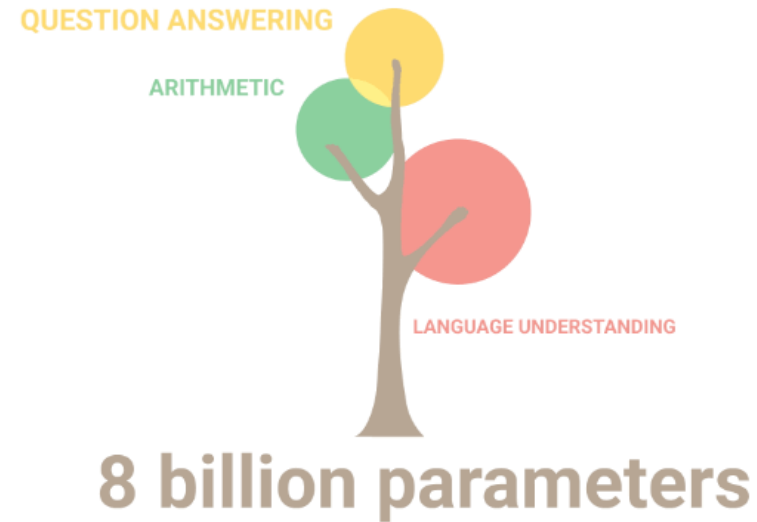 QUESTION ANSWERING
ARITHMETIC
LANGUAGE UNDERSTANDING
8 billion parameters